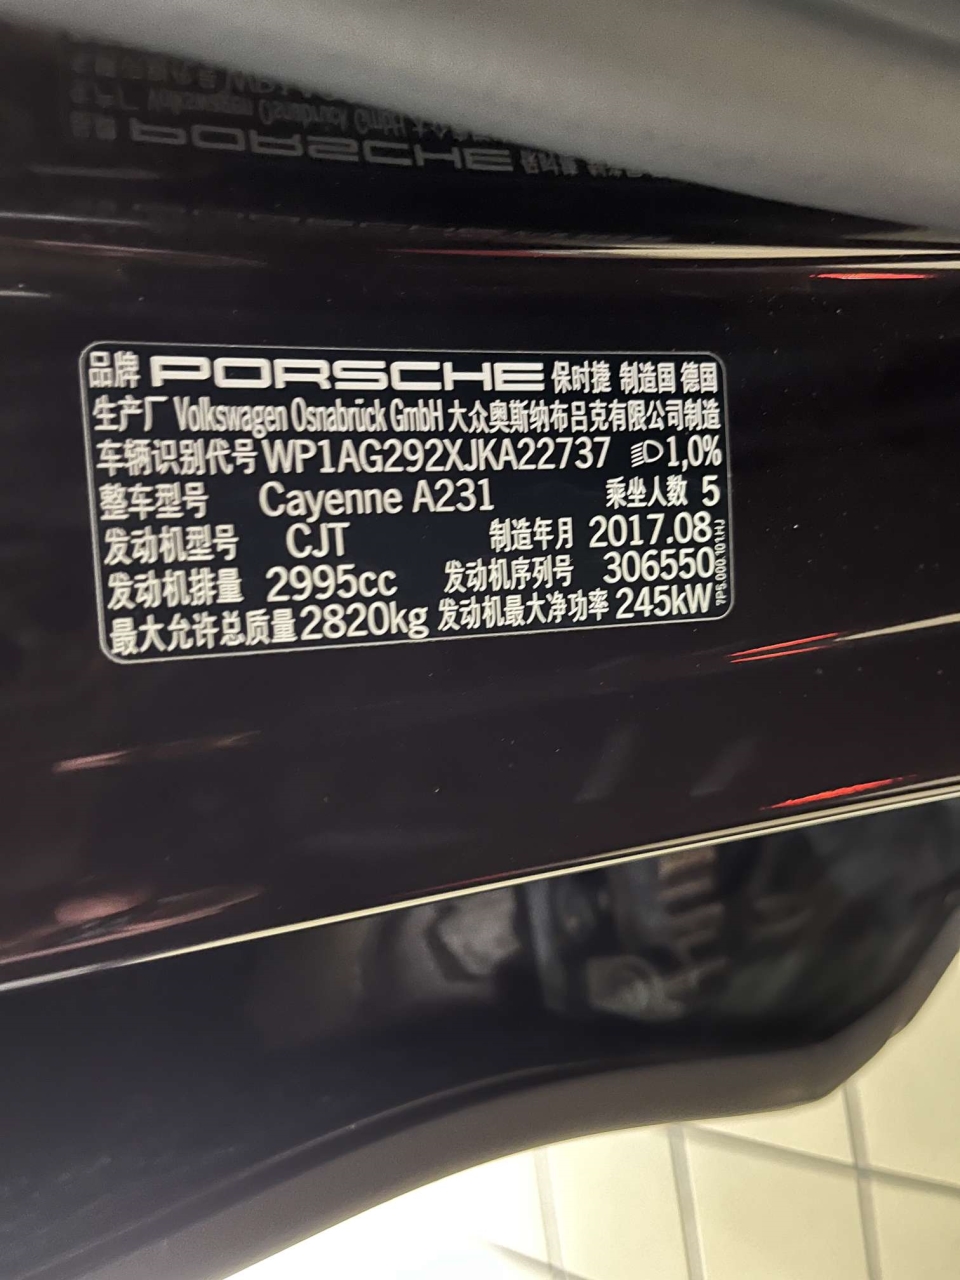 品牌 PORSCHE 保时捷 制造国 德国
生产厂 Volkswagen Osnabrück GmbH 大众奥斯纳布吕克有限公司制造
车辆识别代号 WP1AG292XJKA22737 1,0%
整车型号 Cayenne A231 乘坐人数 5
发动机型号 CJT 制造年月 2017.08
发动机排量 2995cc 发动机序列号 306550
最大允许总质量 2820kg 发动机最大净功率 245kW
7P5.000.101.HJ